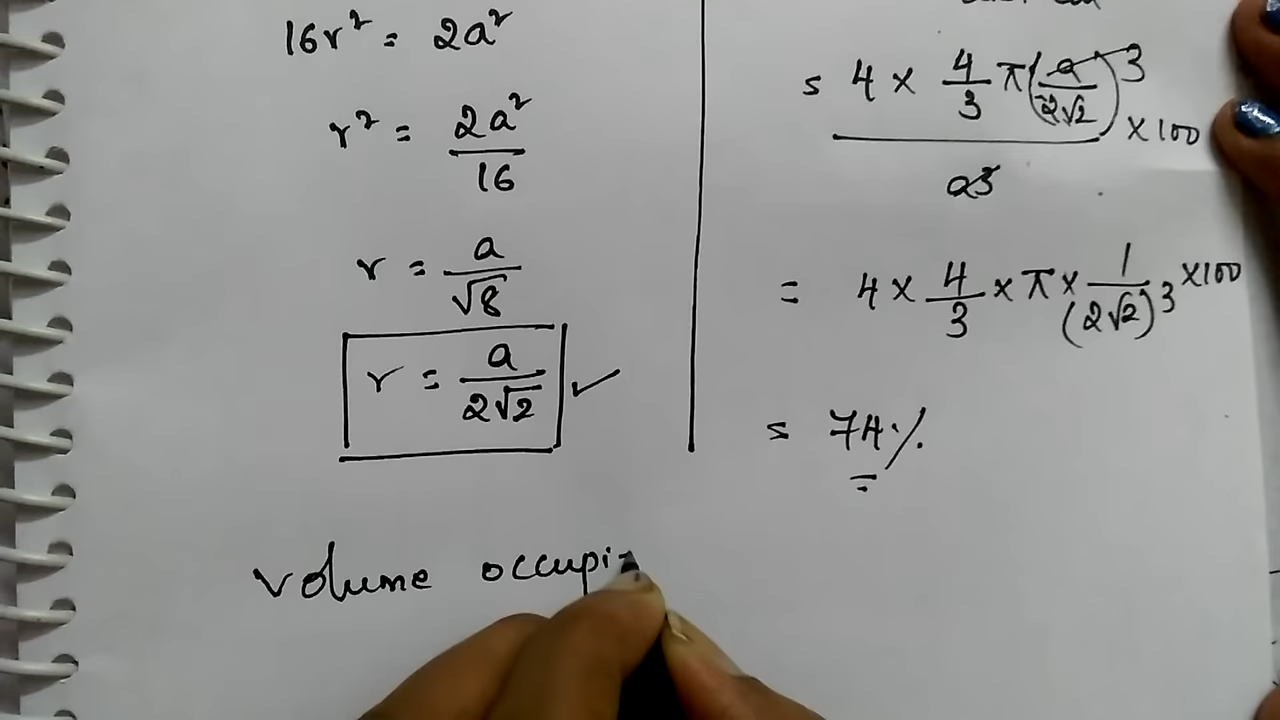 16r² = 2a²
r² = 2a²/16
r = a/√8
r = a/2√2 ✓
= 4 × 4/3 π(a/2√2)³ / a³ × 100
= 4 × 4/3 × π × 1/(2√2)³ × 100
= 74%
Volume occupi